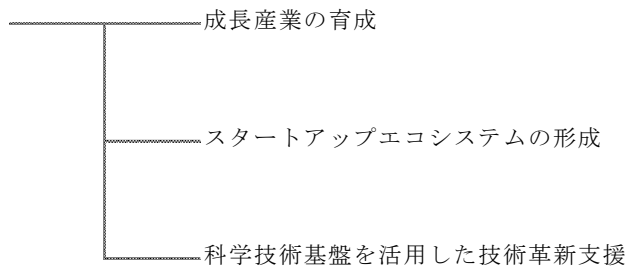 成長産業の育成
スタートアップエコシステムの形成
科学技術基盤を活用した技術革新支援